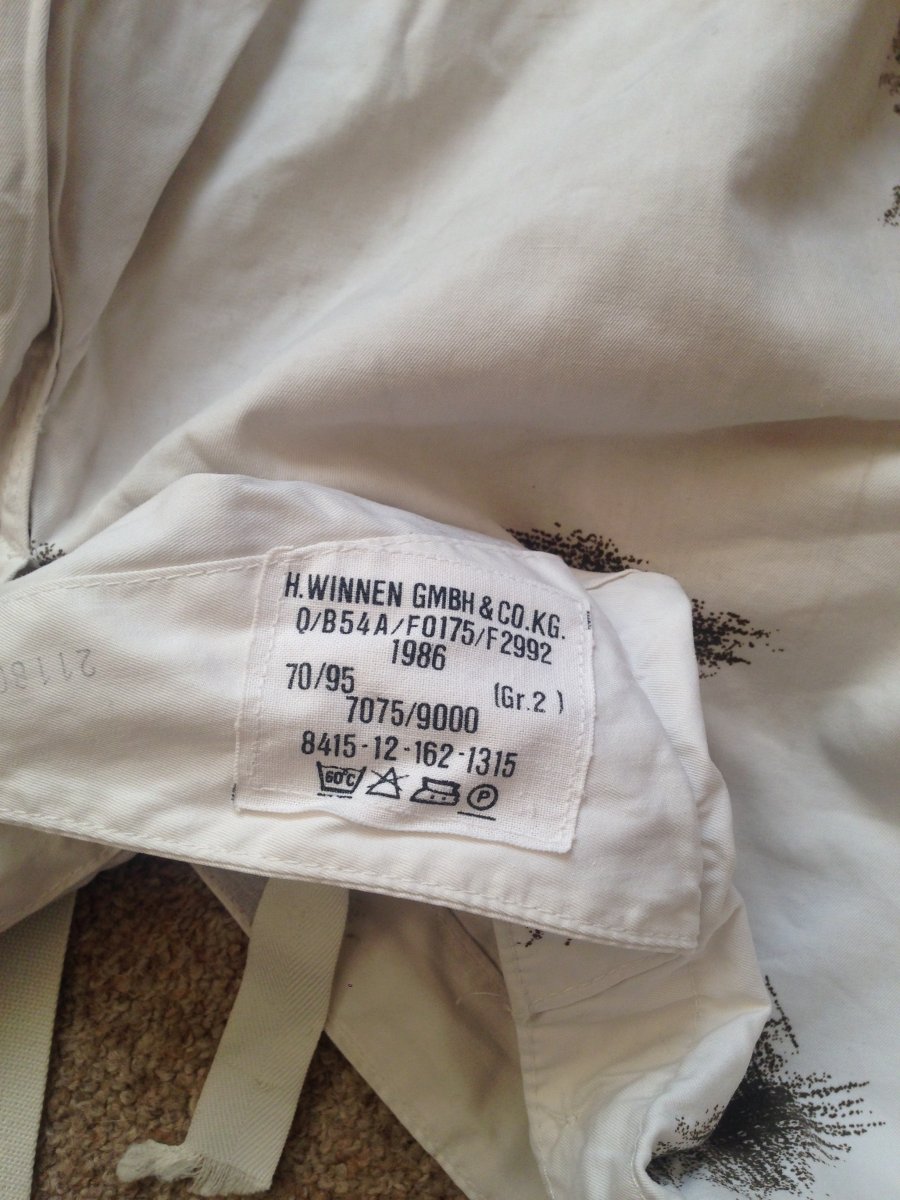 H.WINNEN GMBH & CO.KG.
Q/B54A/F0175/F2992
1986
70/95 (Gr.2)
7075/9000
8415-12-162-1315
60°C P